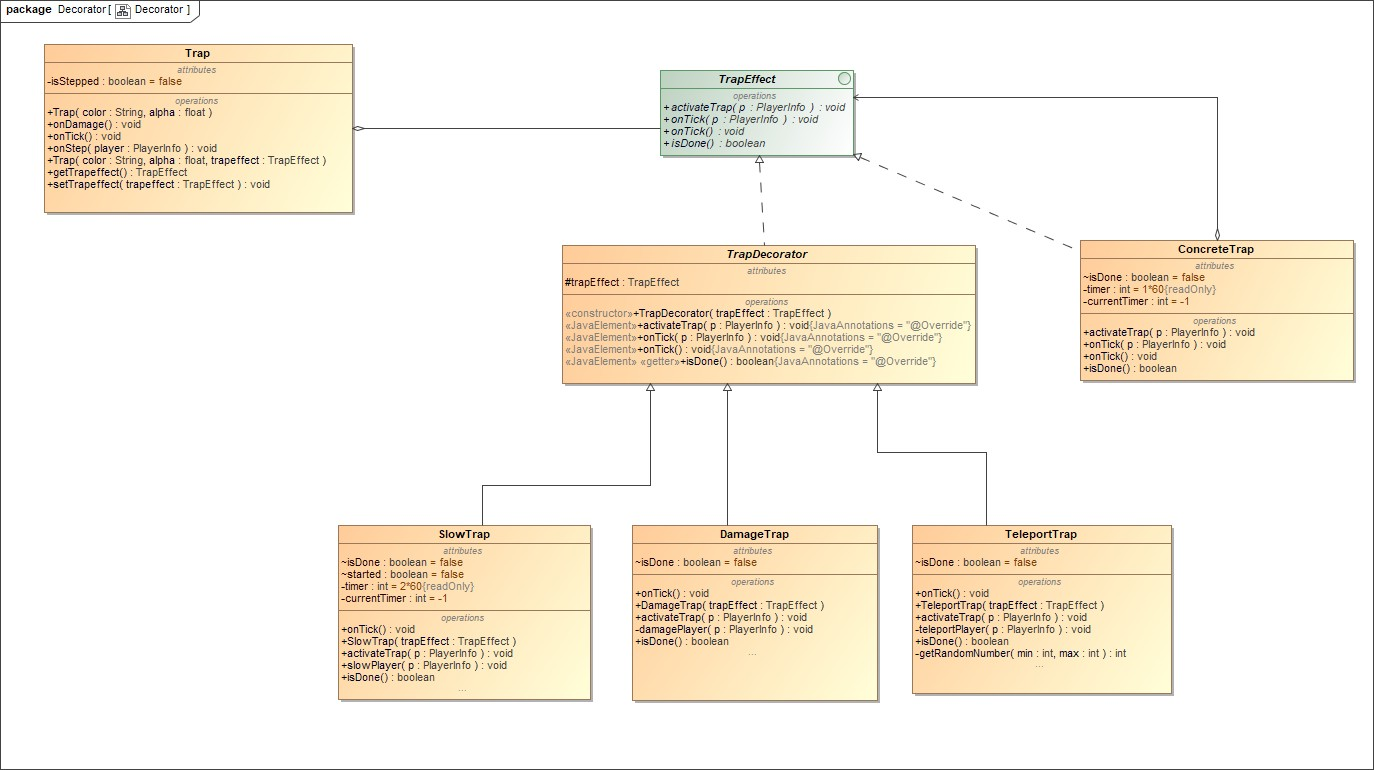 package Decorator [ Decorator ]
Trap
attributes
-isStepped : boolean = false
operations
+Trap( color : String, alpha : float )
+onDamage() : void
+onTick() : void
+onStep( player : PlayerInfo ) : void
+Trap( color : String, alpha : float, trapeffect : TrapEffect )
+getTrapeffect() : TrapEffect
+setTrapeffect( trapeffect : TrapEffect ) : void
TrapEffect
operations
+activateTrap( p : PlayerInfo ) : void
+onTick( p : PlayerInfo ) : void
+onTick() : void
+isDone() : boolean
TrapDecorator
attributes
#trapEffect : TrapEffect
operations
«constructor»+TrapDecorator( trapEffect : TrapEffect )
«JavaElement»+activateTrap( p : PlayerInfo ) : void{JavaAnnotations = "@Override"}
«JavaElement»+onTick( p : PlayerInfo ) : void{JavaAnnotations = "@Override"}
«JavaElement»+onTick() : void{JavaAnnotations = "@Override"}
«JavaElement» «getter»+isDone() : boolean{JavaAnnotations = "@Override"}
ConcreteTrap
attributes
~isDone : boolean = false
-timer : int = 1*60{readOnly}
-currentTimer : int = -1
operations
+activateTrap( p : PlayerInfo ) : void
+onTick( p : PlayerInfo ) : void
+onTick() : void
+isDone() : boolean
SlowTrap
attributes
~isDone : boolean = false
~started : boolean = false
-timer : int = 2*60{readOnly}
-currentTimer : int = -1
operations
+onTick() : void
+SlowTrap( trapEffect : TrapEffect )
+activateTrap( p : PlayerInfo ) : void
+slowPlayer( p : PlayerInfo ) : void
+isDone() : boolean
...
DamageTrap
attributes
~isDone : boolean = false
operations
+onTick() : void
+DamageTrap( trapEffect : TrapEffect )
+activateTrap( p : PlayerInfo ) : void
-damagePlayer( p : PlayerInfo ) : void
+isDone() : boolean
...
TeleportTrap
attributes
~isDone : boolean = false
operations
+onTick() : void
+TeleportTrap( trapEffect : TrapEffect )
+activateTrap( p : PlayerInfo ) : void
-teleportPlayer( p : PlayerInfo ) : void
+isDone() : boolean
-getRandomNumber( min : int, max : int ) : int
...